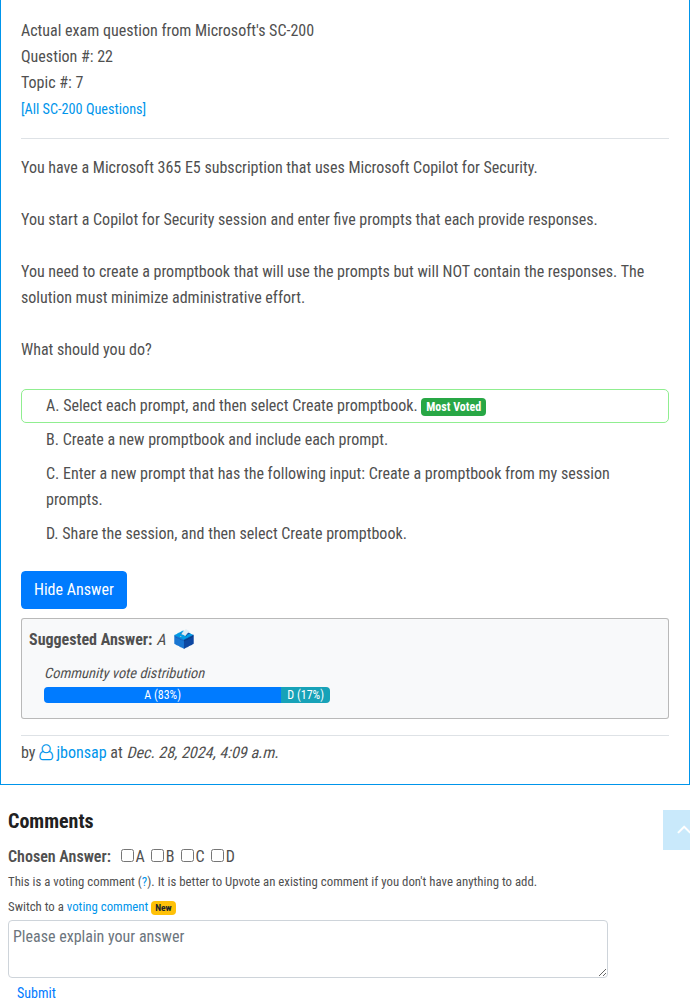 Actual exam question from Microsoft's SC-200
Question #: 22
Topic #: 7
[All SC-200 Questions]
You have a Microsoft 365 E5 subscription that uses Microsoft Copilot for Security.
You start a Copilot for Security session and enter five prompts that each provide responses.
You need to create a promptbook that will use the prompts but will NOT contain the responses. The
solution must minimize administrative effort.
What should you do?
A. Select each prompt, and then select Create promptbook. Most Voted
B. Create a new promptbook and include each prompt.
C. Enter a new prompt that has the following input: Create a promptbook from my session
prompts.
D. Share the session, and then select Create promptbook.
Hide Answer
Suggested Answer: A
Community vote distribution
A (83%) D (17%)
by jbonsap at Dec. 28, 2024, 4:09 a.m.
Comments
Chosen Answer: A B C D
This is a voting comment (?). It is better to Upvote an existing comment if you don't have anything to add.
Switch to a voting comment New
Please explain your answer
Submit